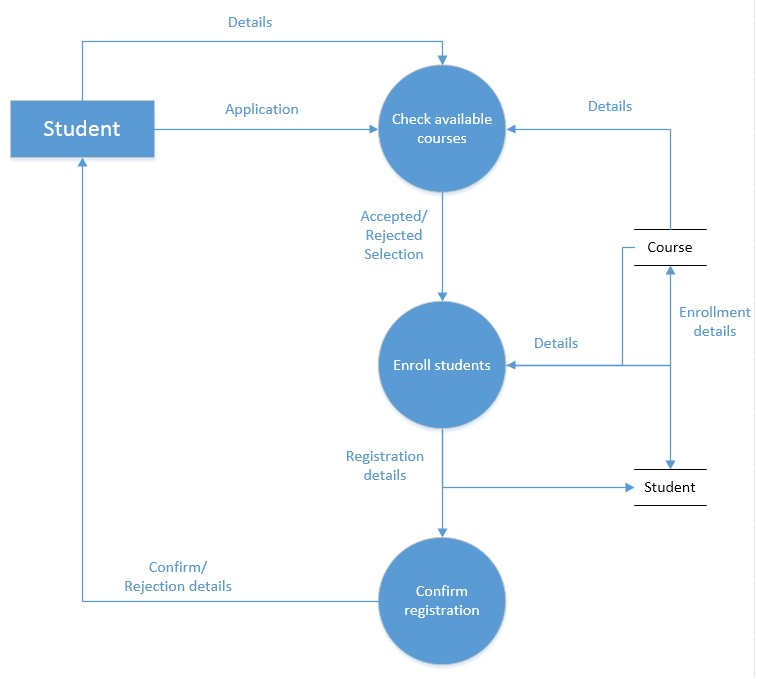 Details
Student
Application
Check available
courses
Details
Accepted/
Rejected
Selection
Course
Enrollment
details
Enroll students
Details
Registration
details
Student
Confirm/
Rejection details
Confirm
registration